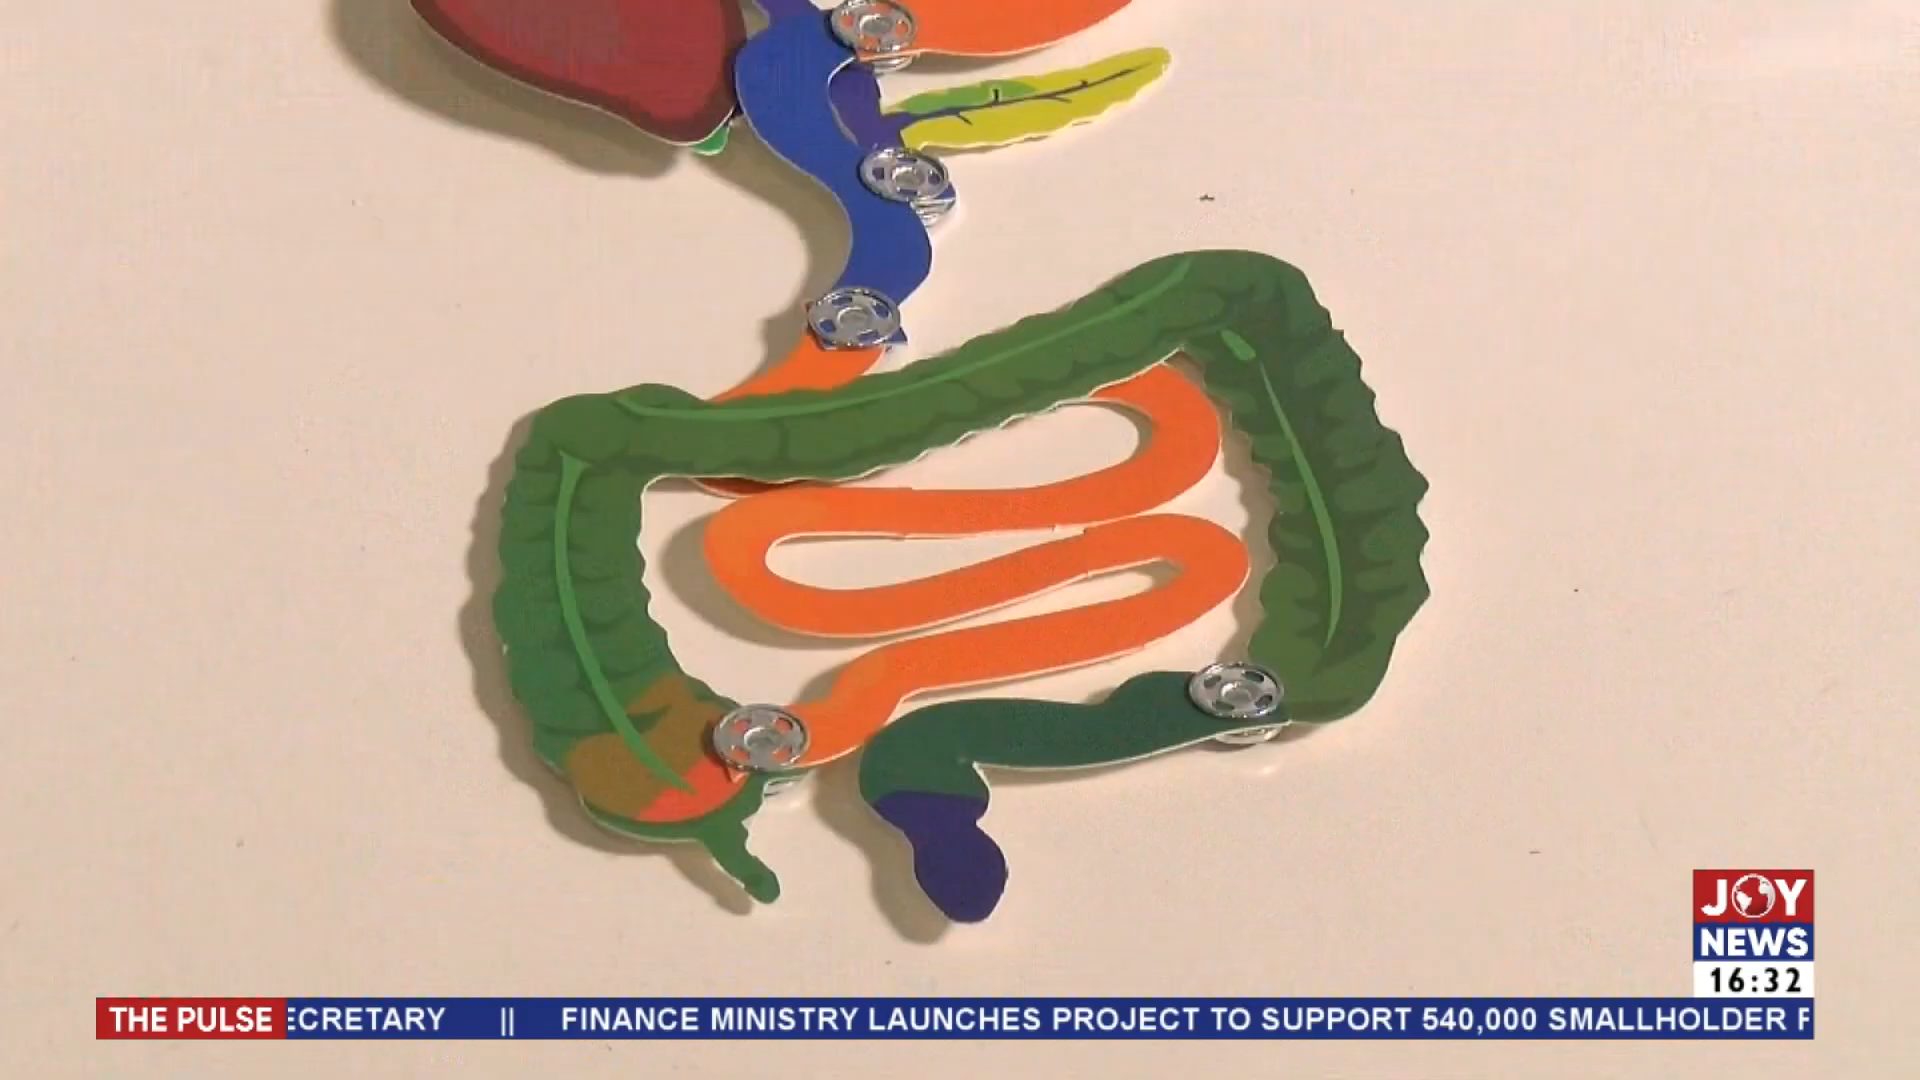 JOY
NEWS
16:32
THE PULSE
ECRETARY || FINANCE MINISTRY LAUNCHES PROJECT TO SUPPORT 540,000 SMALLHOLDER F